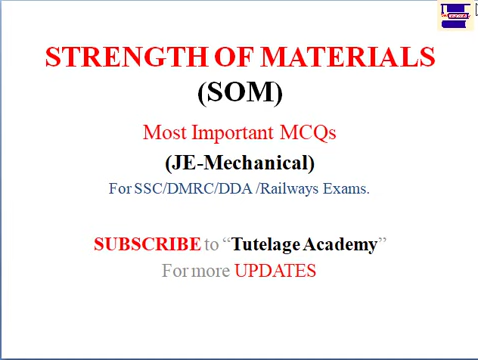 STRENGTH OF MATERIALS
(SOM)
Most Important MCQs
(JE-Mechanical)
For SSC/DMRC/DDA /Railways Exams.
SUBSCRIBE to “Tutelage Academy”
For more UPDATES